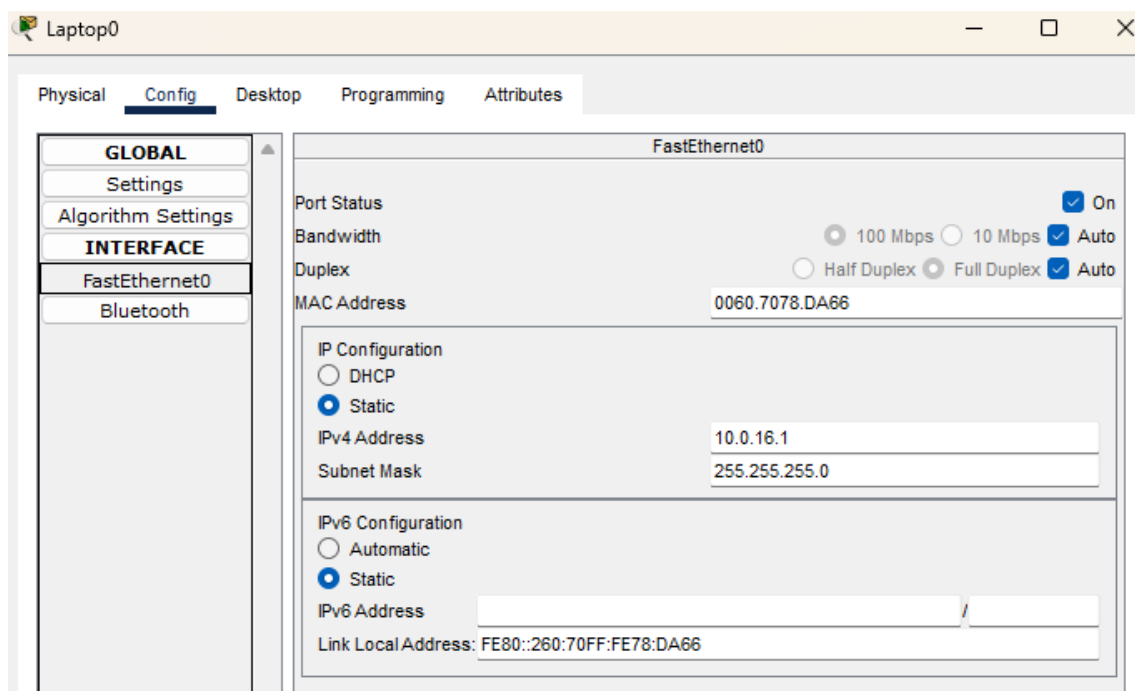 Laptop0
Physical Config Desktop Programming Attributes
GLOBAL
Settings
Algorithm Settings
INTERFACE
FastEthernet0
Bluetooth
FastEthernet0
Port Status On
Bandwidth 100 Mbps 10 Mbps Auto
Duplex Half Duplex Full Duplex Auto
MAC Address 0060.7078.DA66
IP Configuration
DHCP
Static
IPv4 Address 10.0.16.1
Subnet Mask 255.255.255.0
IPv6 Configuration
Automatic
Static
IPv6 Address /
Link Local Address: FE80::260:70FF:FE78:DA66